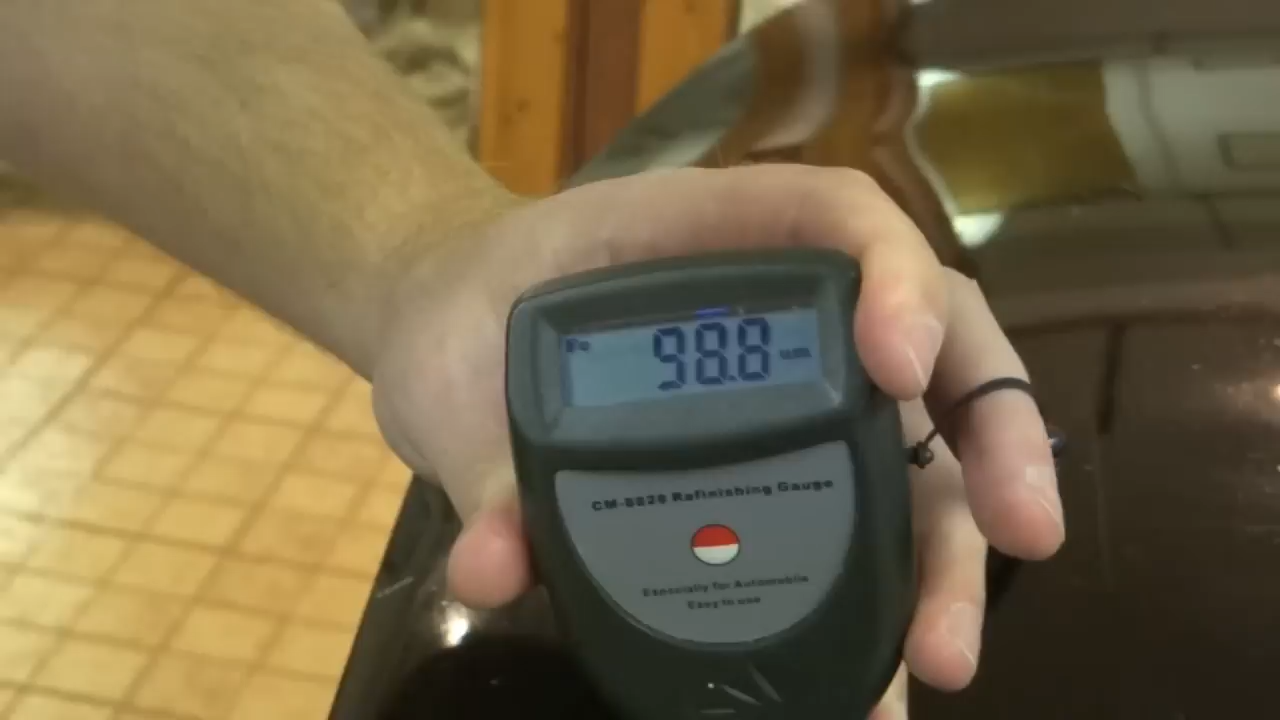 Fe 98.8 um
CM-8820 Refinishing Gauge
Especially for Automobile
Easy to use